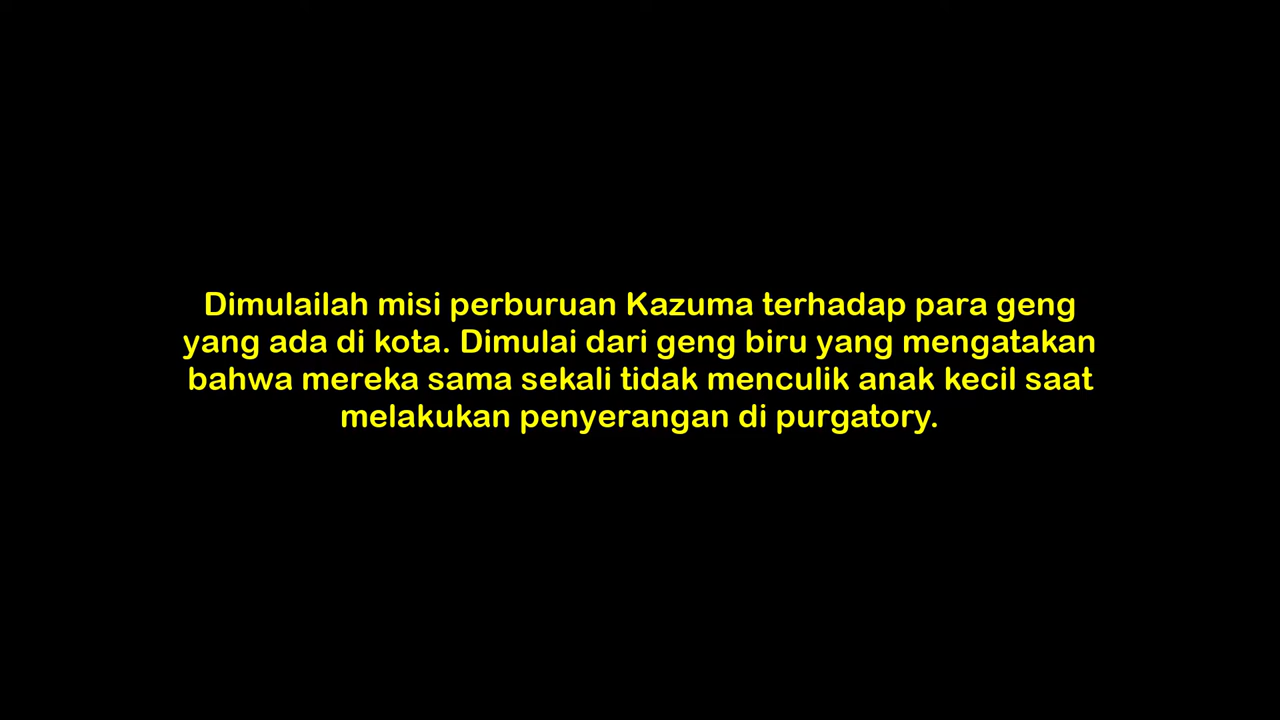 Dimulailah misi perburuan Kazuma terhadap para geng
yang ada di kota. Dimulai dari geng biru yang mengatakan
bahwa mereka sama sekali tidak menculik anak kecil saat
melakukan penyerangan di purgatory.